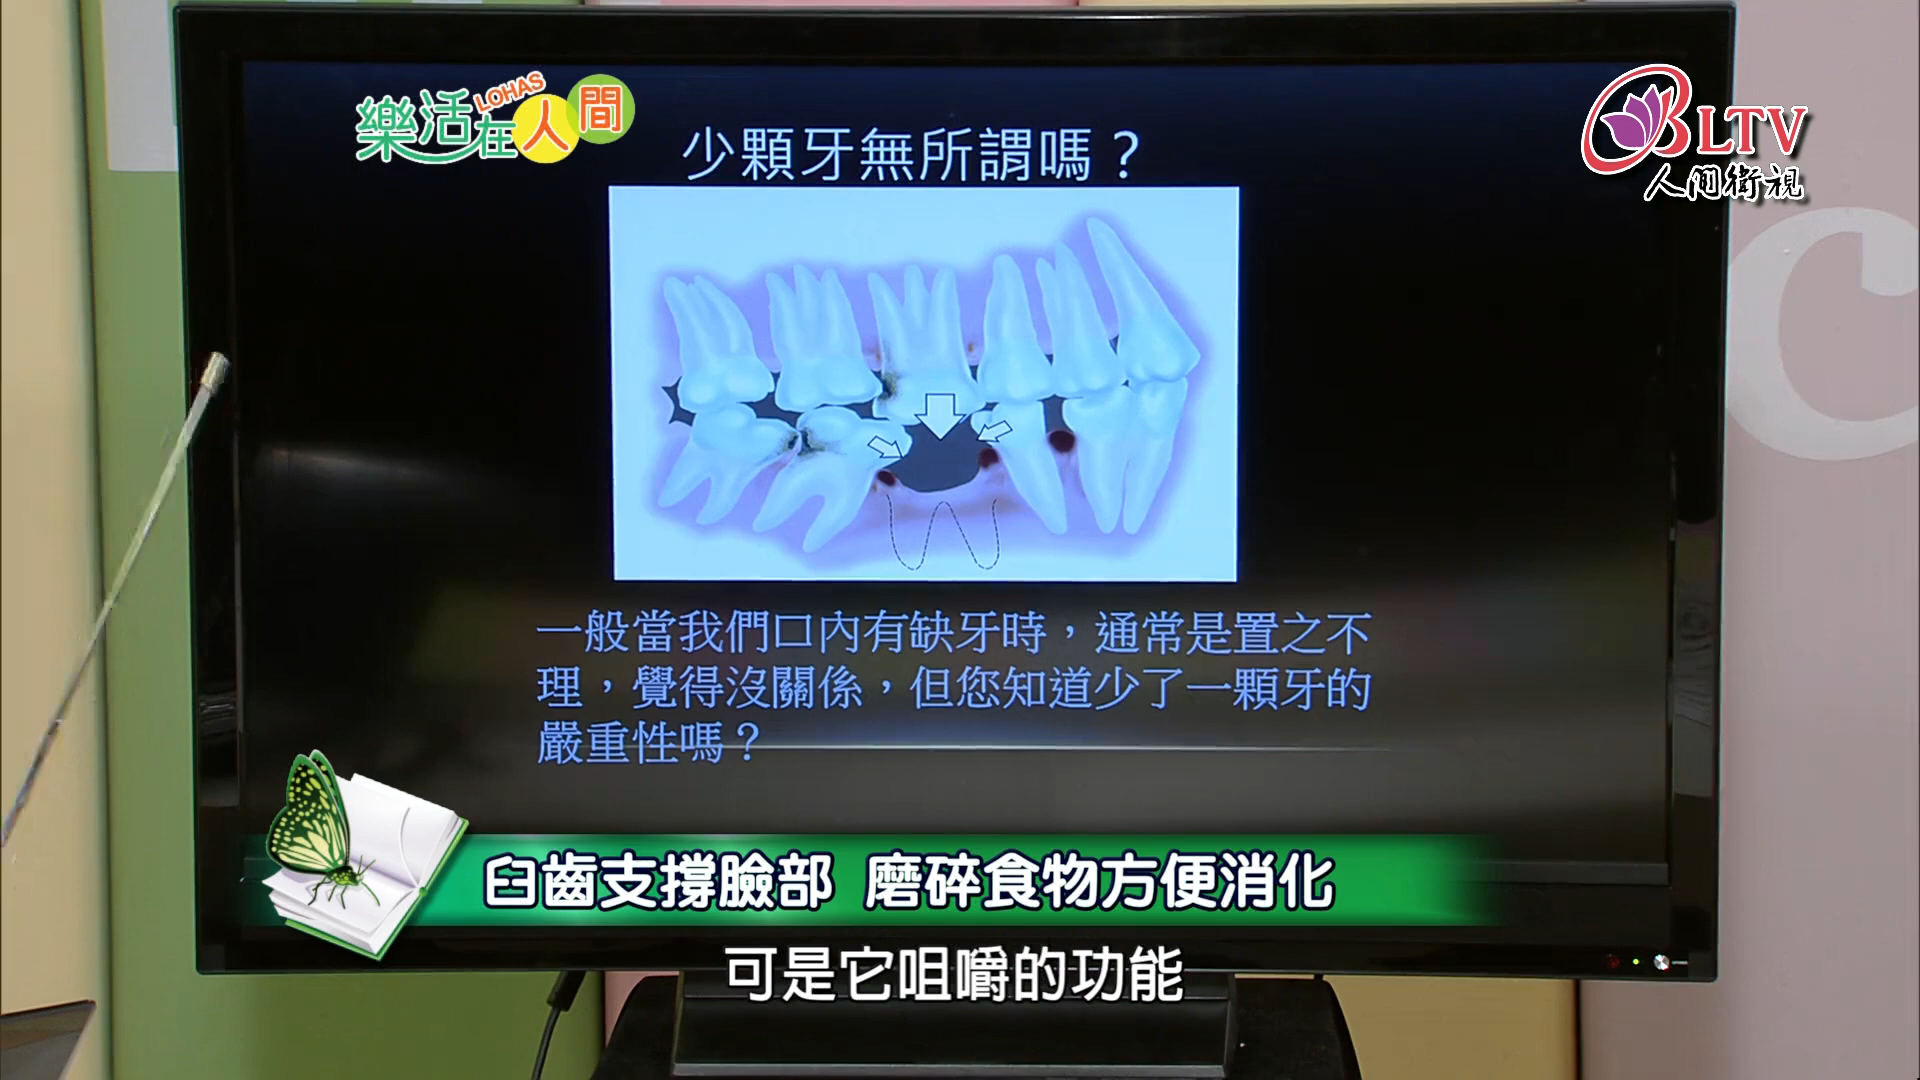 樂活在人間
LOHAS
BLTV
人間衛視
少顆牙無所謂嗎？
一般當我們口內有缺牙時，通常是置之不
理，覺得沒關係，但您知道少了一顆牙的
嚴重性嗎？
臼齒支撐臉部 磨碎食物方便消化
可是它咀嚼的功能
C